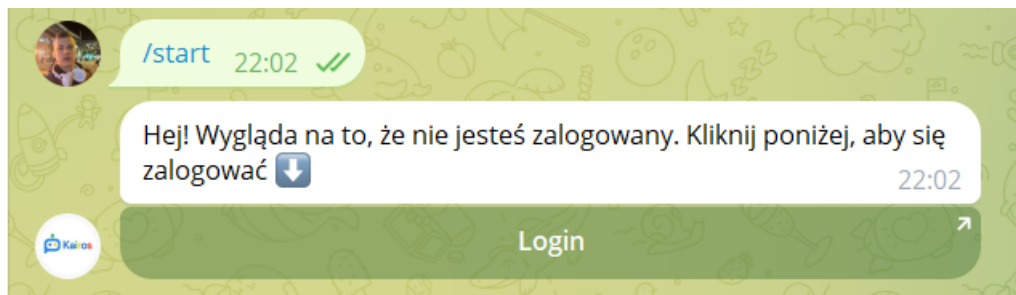 /start 22:02
Hej! Wygląda na to, że nie jesteś zalogowany. Kliknij poniżej, aby się
zalogować
22:02
Kairos
Login